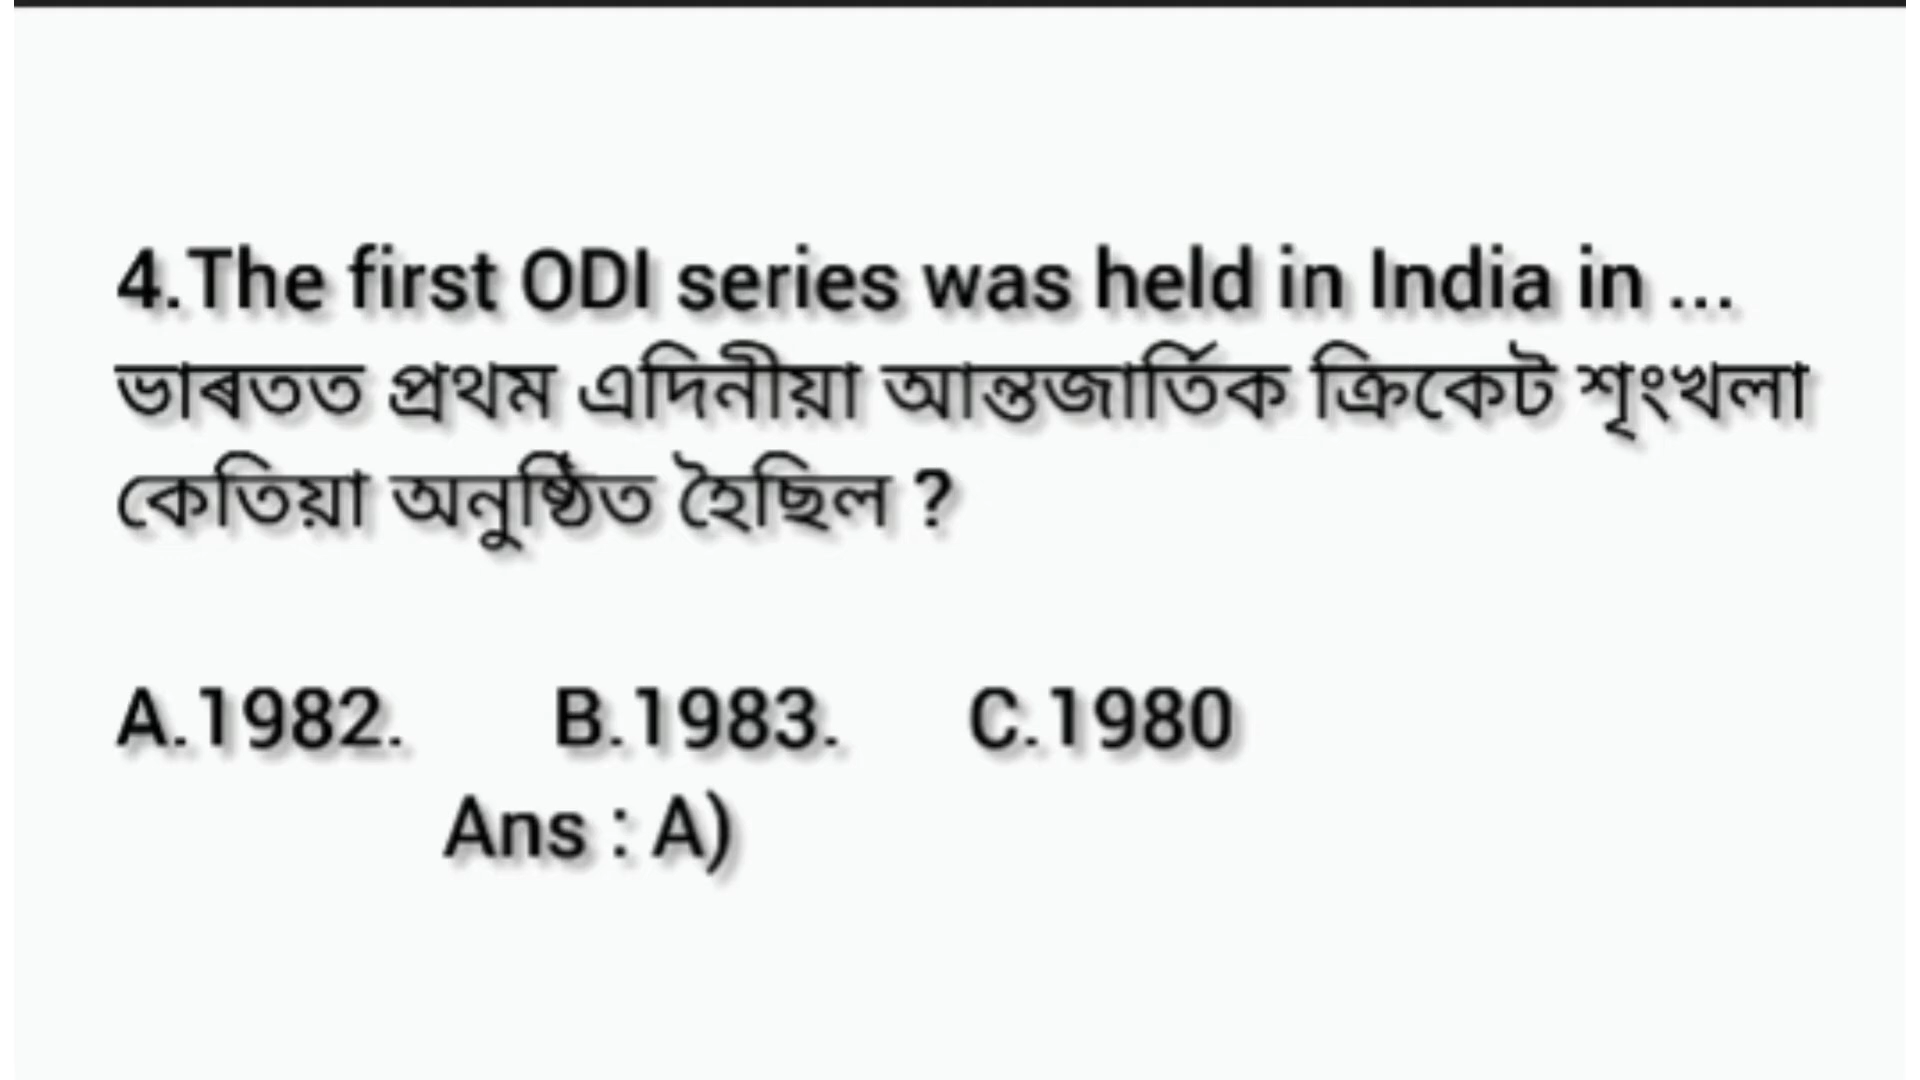 4.The first ODI series was held in India in ...
ভাৰতত প্ৰথম এদিনীয়া আন্তজাৰ্তিক ক্ৰিকেট শৃংখলা
কেতিয়া অনুষ্ঠিত হৈছিল ?
A.1982. B.1983. C.1980
Ans : A)